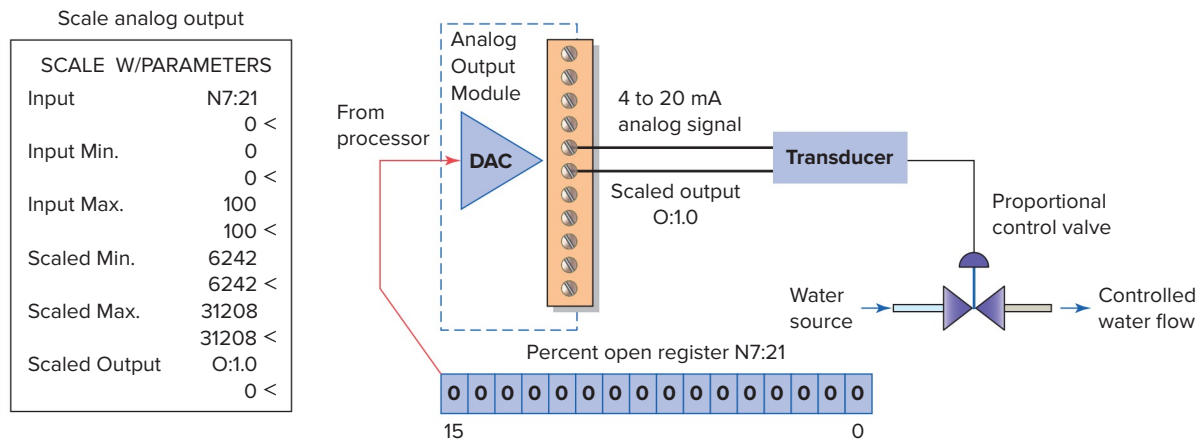 Scale analog output
SCALE W/PARAMETERS
Input N7:21
0 <
Input Min. 0
0 <
Input Max. 100
100 <
Scaled Min. 6242
6242 <
Scaled Max. 31208
31208 <
Scaled Output O:1.0
0 <
From
processor
Analog
Output
Module
DAC
4 to 20 mA
analog signal
Scaled output
O:1.0
Transducer
Proportional
control valve
Water
source
Controlled
water flow
Percent open register N7:21
0 0 0 0 0 0 0 0 0 0 0 0 0 0 0 0
15 0